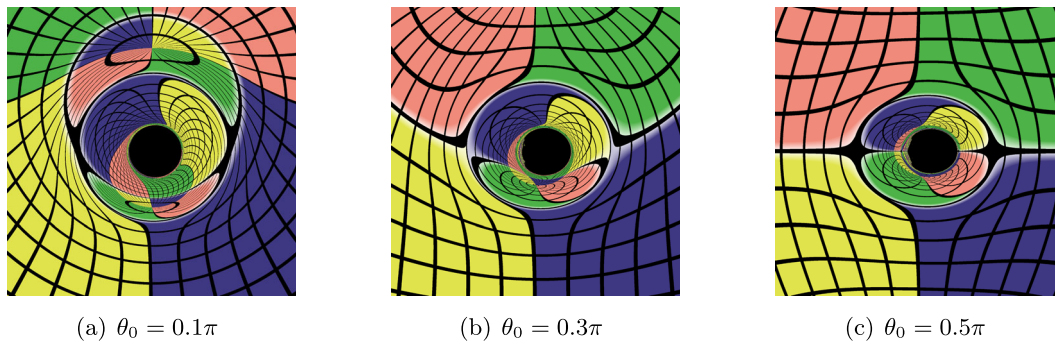 (a) θ₀ = 0.1π
(b) θ₀ = 0.3π
(c) θ₀ = 0.5π